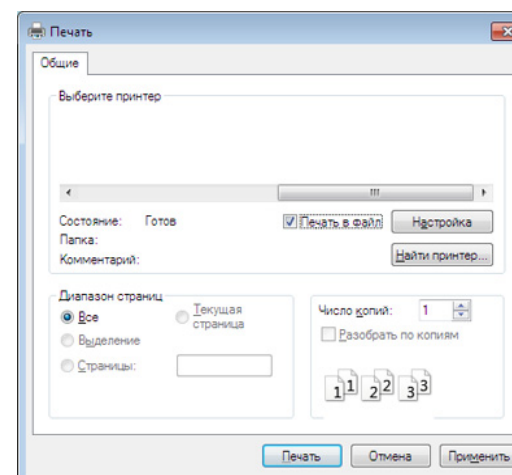 Печать
Общие
Выберите принтер
Состояние: Готов
Печать в файл
Настройка
Папка:
Комментарий:
Найти принтер...
Диапазон страниц
Все
Текущая страница
Выделение
Страницы:
Число копий: 1
Разобрать по копиям
1 1 2 2 3 3
Печать Отмена Применить